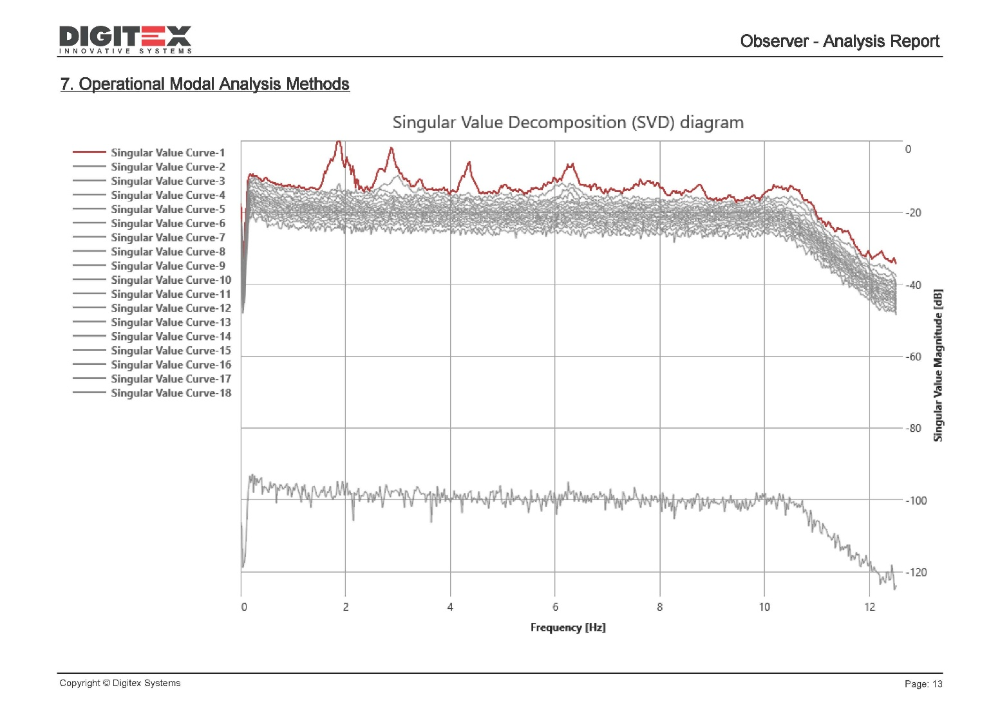 DIGITEX
INNOVATIVE SYSTEMS
Observer - Analysis Report
7. Operational Modal Analysis Methods
Singular Value Decomposition (SVD) diagram
Singular Value Curve-1
Singular Value Curve-2
Singular Value Curve-3
Singular Value Curve-4
Singular Value Curve-5
Singular Value Curve-6
Singular Value Curve-7
Singular Value Curve-8
Singular Value Curve-9
Singular Value Curve-10
Singular Value Curve-11
Singular Value Curve-12
Singular Value Curve-13
Singular Value Curve-14
Singular Value Curve-15
Singular Value Curve-16
Singular Value Curve-17
Singular Value Curve-18
0
-20
-40
-60
-80
-100
-120
Singular Value Magnitude [dB]
0 2 4 6 8 10 12
Frequency [Hz]
Copyright © Digitex Systems
Page: 13